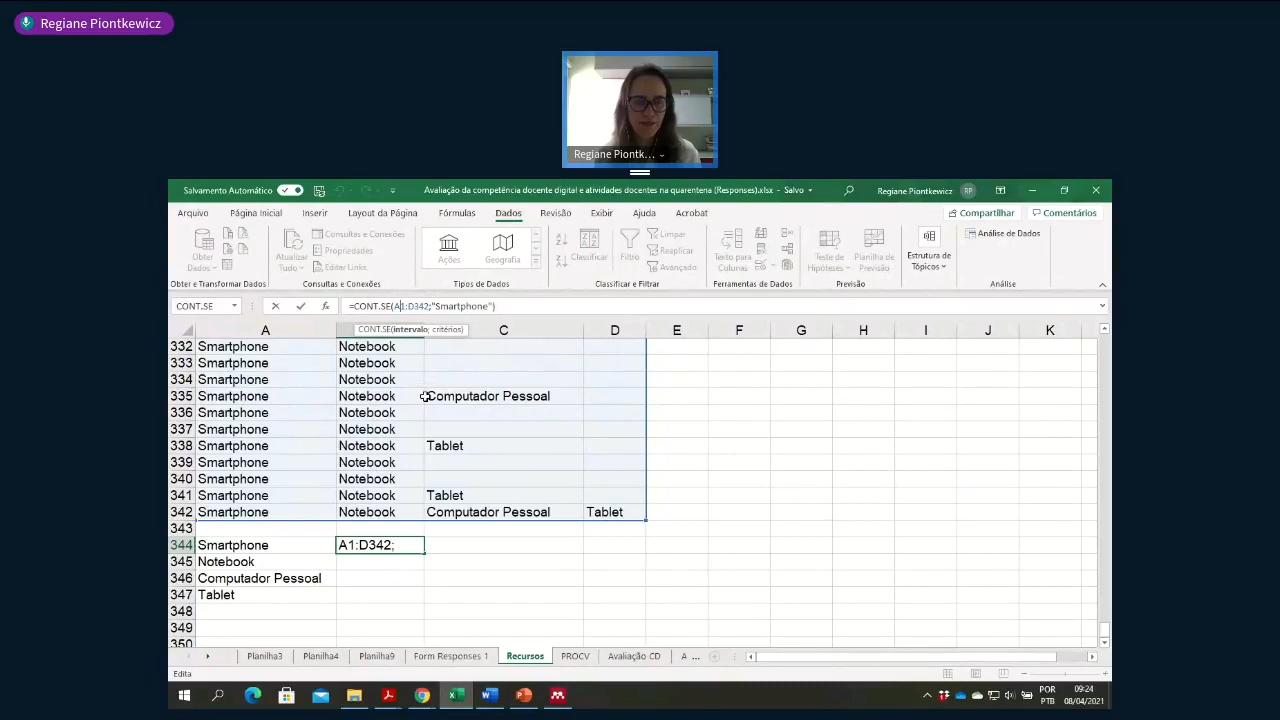 Regiane Piontkewicz
Regiane Piontk...
Salvamento Automático
Avaliação da competência docente digital e atividades docentes na quarentena (Responses).xlsx - Salvo
Regiane Piontkewicz RP
Arquivo Página Inicial Inserir Layout da Página Fórmulas Dados Revisão Exibir Ajuda Acrobat Compartilhar Comentários
Obter Dados
Atualizar Tudo
Consultas & Conexões
Propriedades
Editar Links
Ações
Geografia
Classificar
Filtro
Limpar
Reaplicar
Avançado
Texto para Colunas
Teste de Hipóteses
Planilha de Previsão
Estrutura de Tópicos
Análise de Dados
Obter e Transformar Dados Consultas & Conexões Tipos de Dados Classificar e Filtrar Ferramentas de Dados Previsão Análise
CONT.SE fx =CONT.SE(A1:D342;"Smartphone")
CONT.SE(intervalo; critérios)
A C D E F G H I J K
332 Smartphone Notebook
333 Smartphone Notebook
334 Smartphone Notebook
335 Smartphone Notebook Computador Pessoal
336 Smartphone Notebook
337 Smartphone Notebook
338 Smartphone Notebook Tablet
339 Smartphone Notebook
340 Smartphone Notebook
341 Smartphone Notebook Tablet
342 Smartphone Notebook Computador Pessoal Tablet
343
344 Smartphone A1:D342;
345 Notebook
346 Computador Pessoal
347 Tablet
348
349
350
Planilha3 Planilha4 Planilha9 Form Responses 1 Recursos PROCV Avaliação CD A ...
Edita
POR 09:24
PTB 08/04/2021